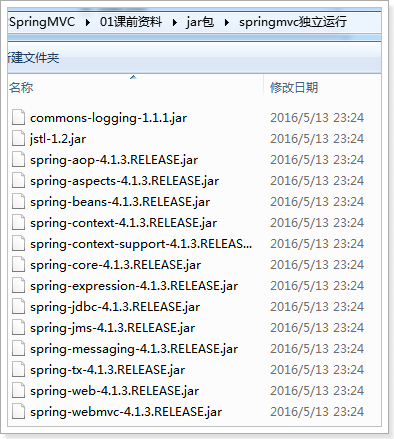 SpringMVC 01课前资料 jar包 springmvc独立运行
新建文件夹
名称 修改日期
commons-logging-1.1.1.jar 2016/5/13 23:24
jstl-1.2.jar 2016/5/13 23:24
spring-aop-4.1.3.RELEASE.jar 2016/5/13 23:24
spring-aspects-4.1.3.RELEASE.jar 2016/5/13 23:24
spring-beans-4.1.3.RELEASE.jar 2016/5/13 23:24
spring-context-4.1.3.RELEASE.jar 2016/5/13 23:24
spring-context-support-4.1.3.RELEAS... 2016/5/13 23:24
spring-core-4.1.3.RELEASE.jar 2016/5/13 23:24
spring-expression-4.1.3.RELEASE.jar 2016/5/13 23:24
spring-jdbc-4.1.3.RELEASE.jar 2016/5/13 23:24
spring-jms-4.1.3.RELEASE.jar 2016/5/13 23:24
spring-messaging-4.1.3.RELEASE.jar 2016/5/13 23:24
spring-tx-4.1.3.RELEASE.jar 2016/5/13 23:24
spring-web-4.1.3.RELEASE.jar 2016/5/13 23:24
spring-webmvc-4.1.3.RELEASE.jar 2016/5/13 23:24